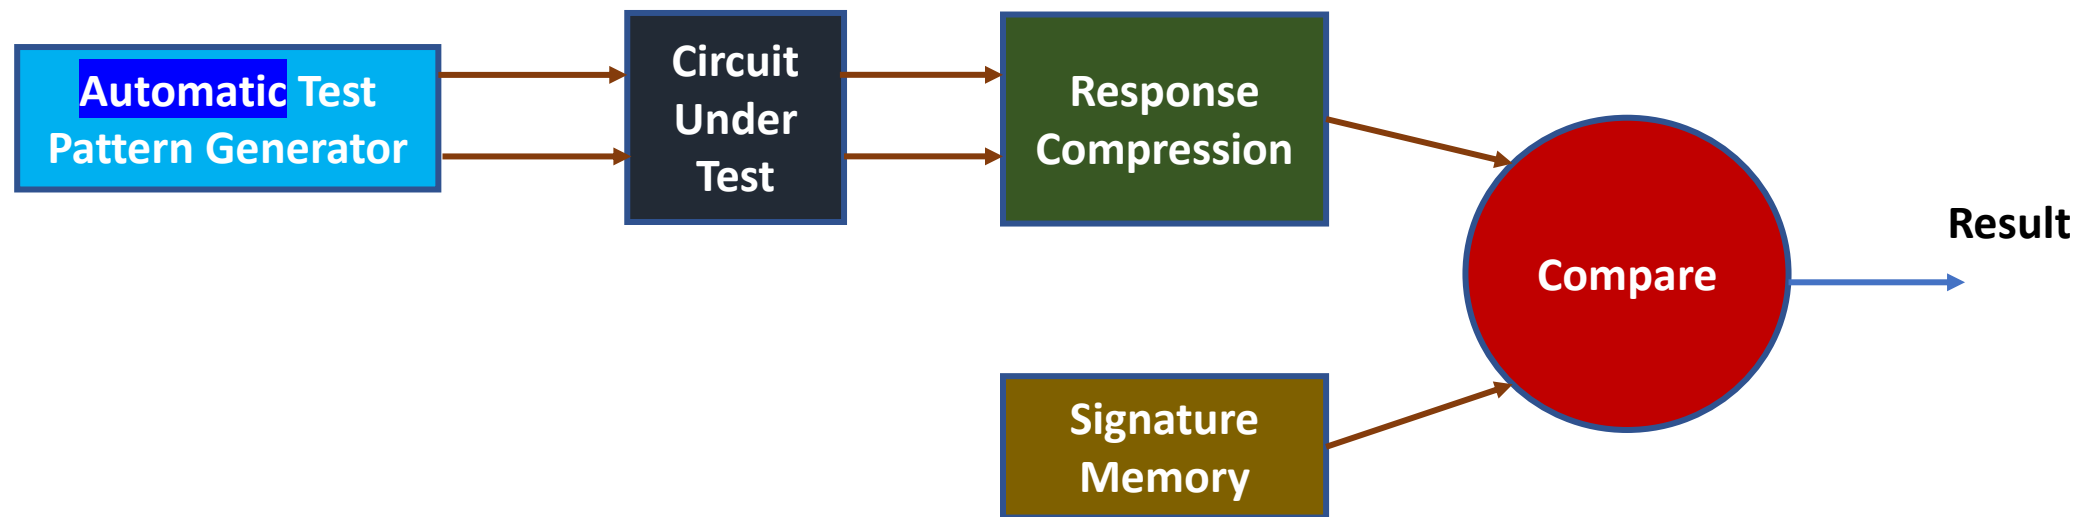 Automatic Test
Pattern Generator
Circuit
Under
Test
Response
Compression
Compare
Result
Signature
Memory